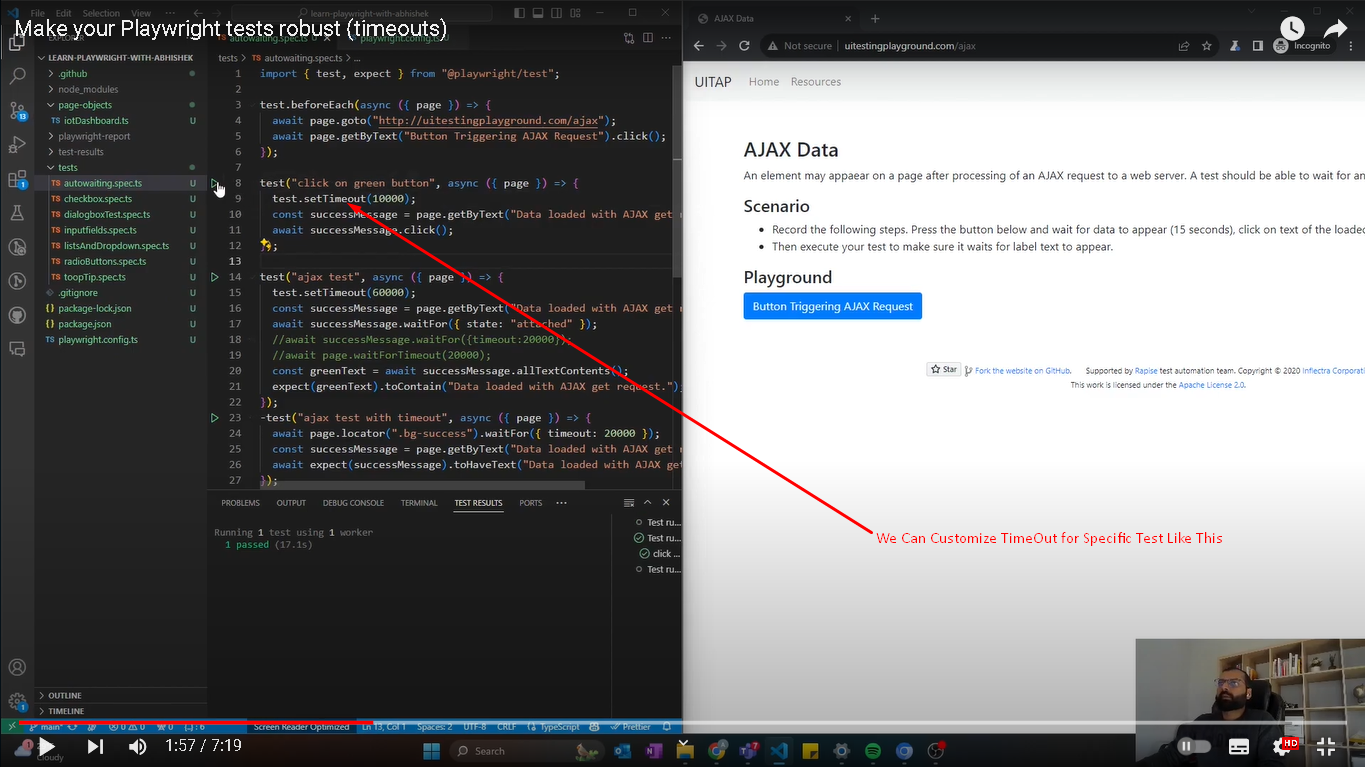 File Edit Selection View ...
learn-playwright-with-abhishek
Make your Playwright tests robust (timeouts)
autowaiting.spec.ts U
playwright.config.ts U
AJAX Data
Not secure uitestingplayground.com/ajax
Incognito
LEARN-PLAYWRIGHT-WITH-ABHISHEK
.github
node_modules
page-objects
iotDashboard.ts U
playwright-report
test-results
tests
autowaiting.spec.ts U
checkbox.spec.ts U
dialogboxTest.spec.ts U
inputfields.spec.ts U
listsAndDropdown.spec.ts U
radioButtons.spec.ts U
toopTip.spec.ts U
.gitignore U
package-lock.json U
package.json U
playwright.config.ts U
OUTLINE
TIMELINE
tests > TS autowaiting.spec.ts > ...
1 import { test, expect } from "@playwright/test";
2
3 test.beforeEach(async ({ page }) => {
4 await page.goto("http://uitestingplayground.com/ajax");
5 await page.getByText("Button Triggering AJAX Request").click();
6 });
7
8 test("click on green button", async ({ page }) => {
9 test.setTimeout(10000);
10 const successMessage = page.getByText("Data loaded with AJAX get
11 await successMessage.click();
12 ;
13
14 test("ajax test", async ({ page }) => {
15 test.setTimeout(60000);
16 const successMessage = page.getByText("Data loaded with AJAX get
17 await successMessage.waitFor({ state: "attached" });
18 //await successMessage.waitFor({timeout:20000});
19 //await page.waitForTimeout(20000);
20 const greenText = await successMessage.allTextContents();
21 expect(greenText).toContain("Data loaded with AJAX get request.");
22 });
23 -test("ajax test with timeout", async ({ page }) => {
24 await page.locator(".bg-success").waitFor({ timeout: 20000 });
25 const successMessage = page.getByText("Data loaded with AJAX get
26 await expect(successMessage).toHaveText("Data loaded with AJAX ge
27 });
PROBLEMS OUTPUT DEBUG CONSOLE TERMINAL TEST RESULTS PORTS ...
Running 1 test using 1 worker
1 passed (17.1s)
Test ru...
Test ru...
click ...
Test ru...
UITAP Home Resources
AJAX Data
An element may appaear on a page after processing of an AJAX request to a web server. A test should be able to wait for an
Scenario
Record the following steps. Press the button below and wait for data to appear (15 seconds), click on text of the loaded
Then execute your test to make sure it waits for label text to appear.
Playground
Button Triggering AJAX Request
Star Fork the website on GitHub. Supported by Rapise test automation team. Copyright © 2020 Inflectra Corporati
This work is licensed under the Apache License 2.0.
We Can Customize TimeOut for Specific Test Like This
main* 0 0 0 6 Screen Reader Optimized Ln 13, Col 1 Spaces: 2 UTF-8 CRLF TypeScript Prettier
1:57 / 7:19
Cloudy
Search
HD